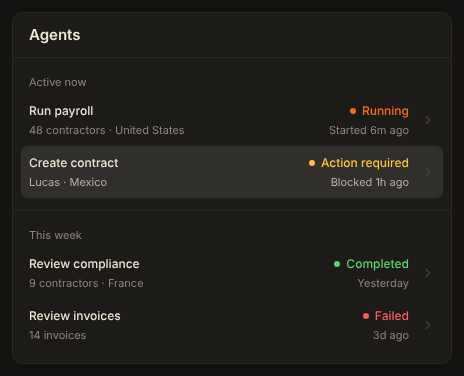 Agents
Active now
Run payroll
Running
48 contractors · United States
Started 6m ago
Create contract
Action required
Lucas · Mexico
Blocked 1h ago
This week
Review compliance
Completed
9 contractors · France
Yesterday
Review invoices
Failed
14 invoices
3d ago